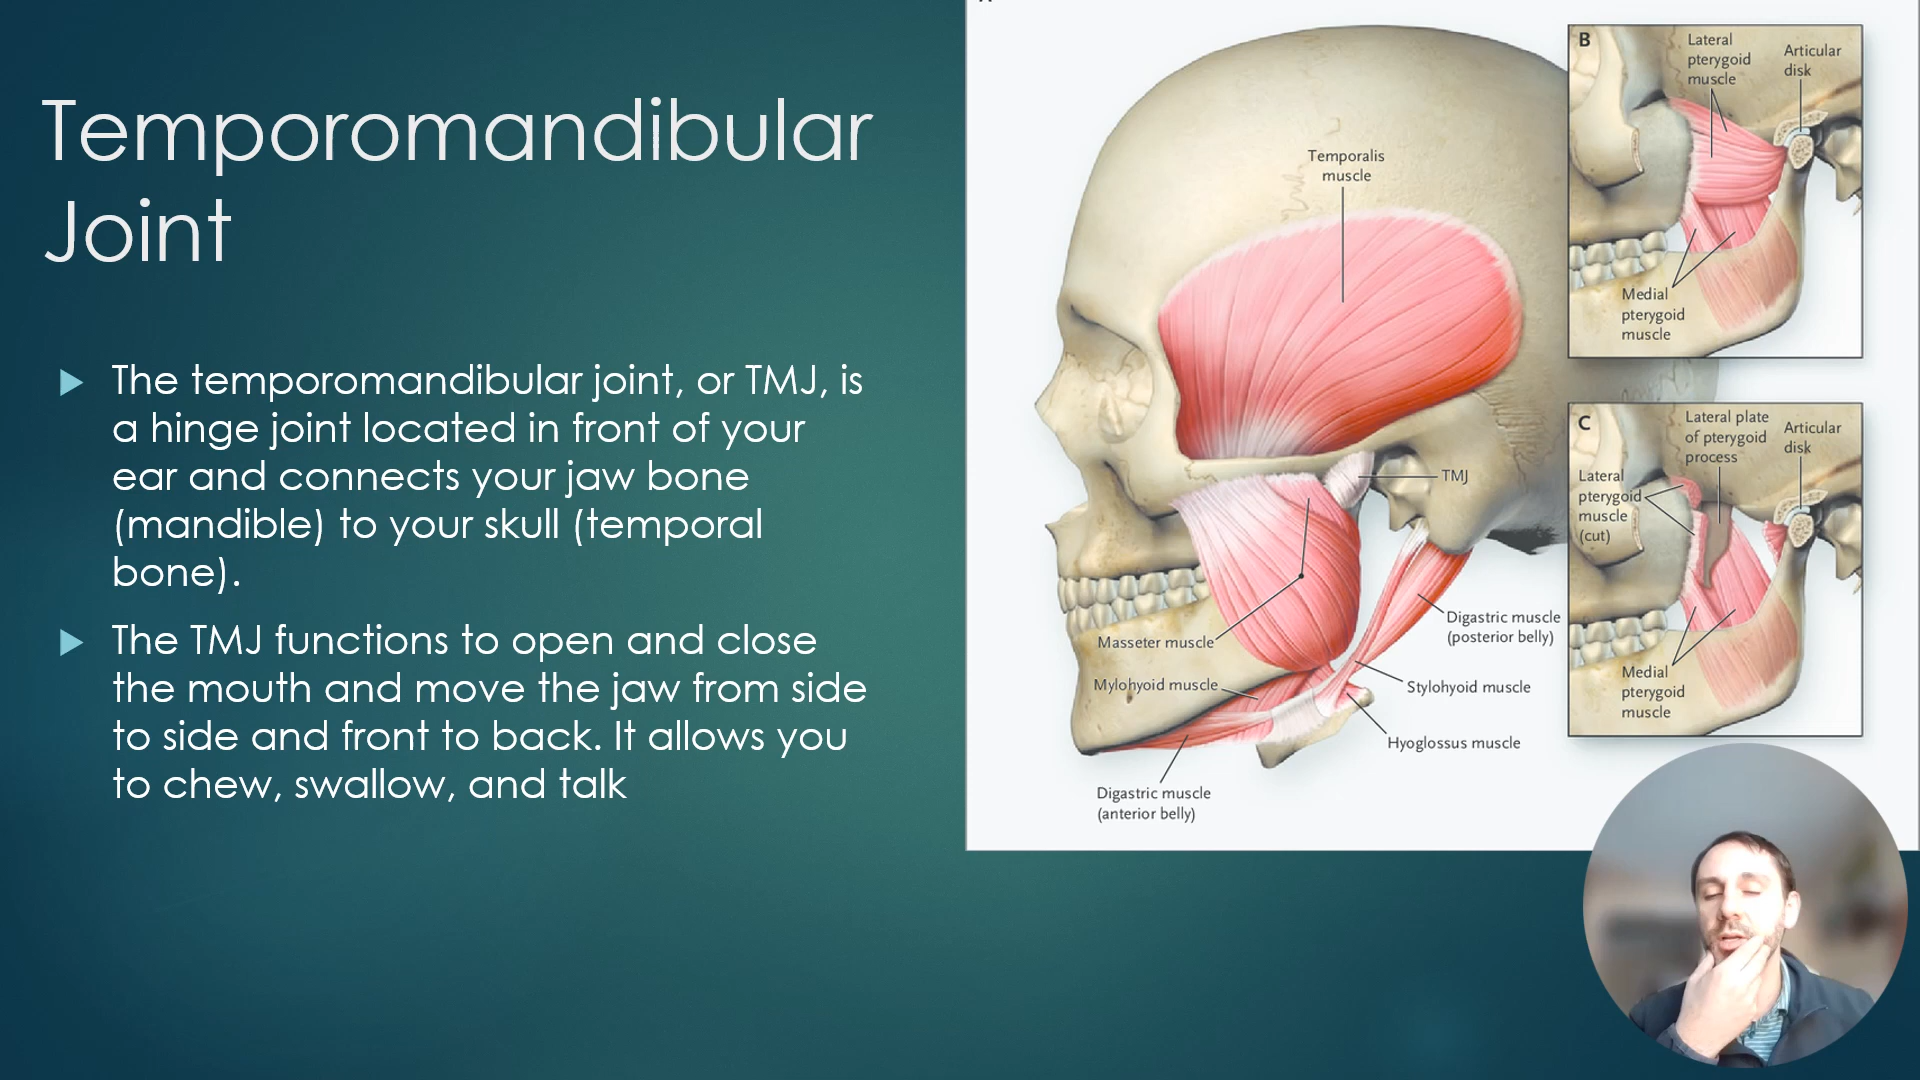 Temporomandibular
Joint
The temporomandibular joint, or TMJ, is
a hinge joint located in front of your
ear and connects your jaw bone
(mandible) to your skull (temporal
bone).
The TMJ functions to open and close
the mouth and move the jaw from side
to side and front to back. It allows you
to chew, swallow, and talk
Temporalis
muscle
TMJ
Masseter muscle
Mylohyoid muscle
Digastric muscle
(posterior belly)
Stylohyoid muscle
Hyoglossus muscle
Digastric muscle
(anterior belly)
B
Lateral
pterygoid
muscle
Articular
disk
Medial
pterygoid
muscle
C
Lateral plate
of pterygoid
process
Articular
disk
Lateral
pterygoid
muscle
(cut)
Medial
pterygoid
muscle